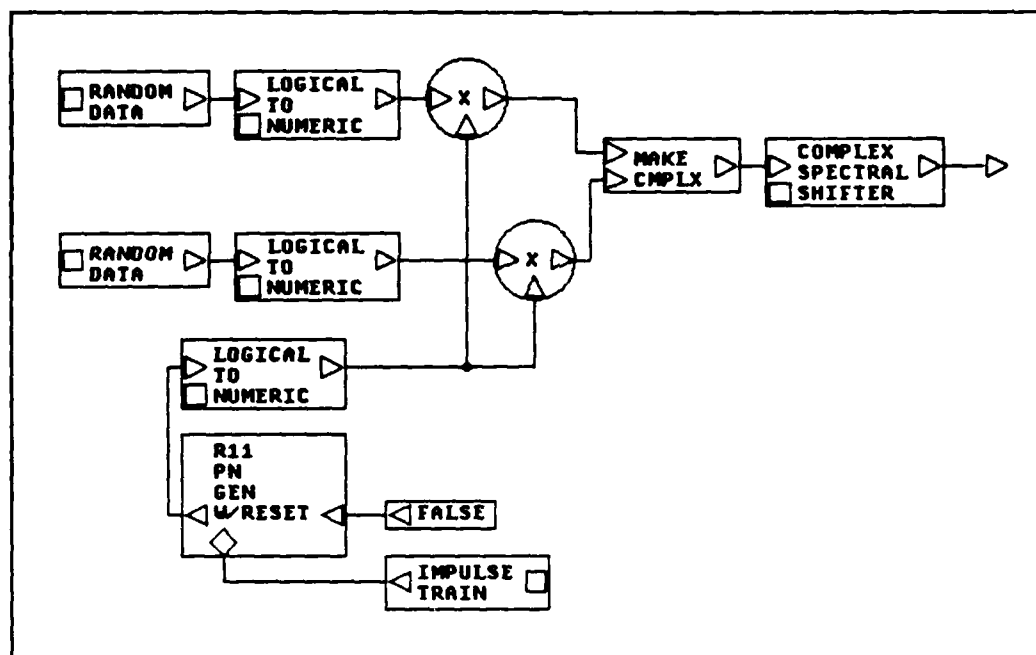 RANDOM
DATA
LOGICAL
TO
NUMERIC
X
MAKE
CMPLX
COMPLEX
SPECTRAL
SHIFTER
RANDOM
DATA
LOGICAL
TO
NUMERIC
X
LOGICAL
TO
NUMERIC
R11
PN
GEN
W/RESET
FALSE
IMPULSE
TRAIN